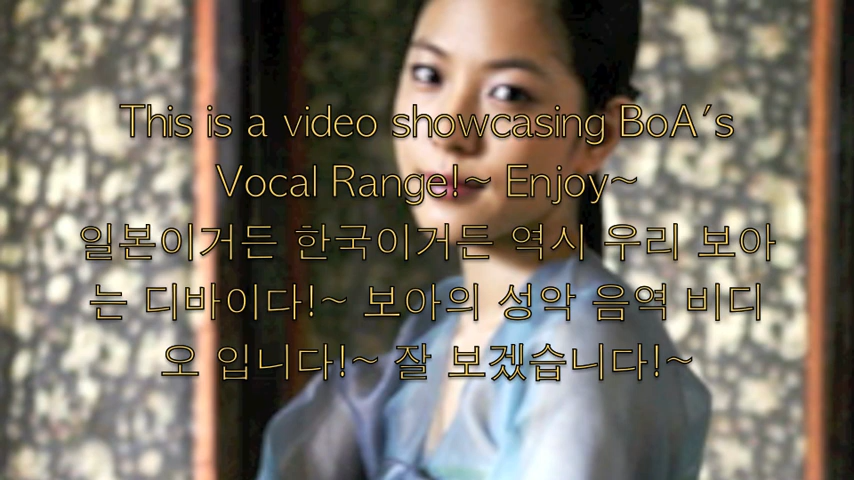 This is a video showcasing BoA's
Vocal Range!~ Enjoy~
일본이거든 한국이거든 역시 우리 보아
는 디바이다!~ 보아의 성악 음역 비디
오 입니다!~ 잘 보겠습니다!~